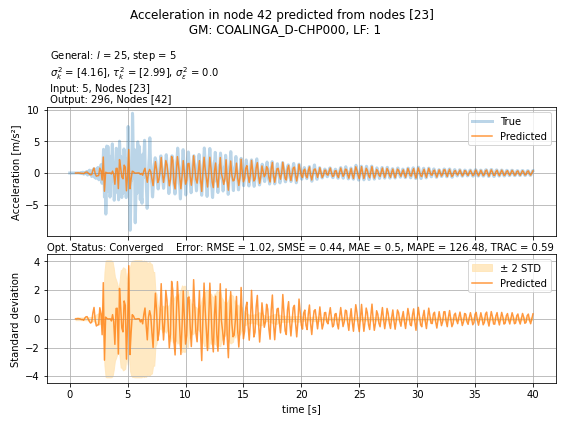 Acceleration in node 42 predicted from nodes [23]
GM: COALINGA_D-CHP000, LF: 1
General: l = 25, step = 5
σ²ₖ = [4.16], τ²ₖ = [2.99], σ²ε = 0.0
Input: 5, Nodes [23]
Output: 296, Nodes [42]
Acceleration [m/s²]
10
5
0
−5
True
Predicted
Opt. Status: Converged Error: RMSE = 1.02, SMSE = 0.44, MAE = 0.5, MAPE = 126.48, TRAC = 0.59
Standard deviation
4
2
0
−2
−4
± 2 STD
Predicted
0 5 10 15 20 25 30 35 40
time [s]